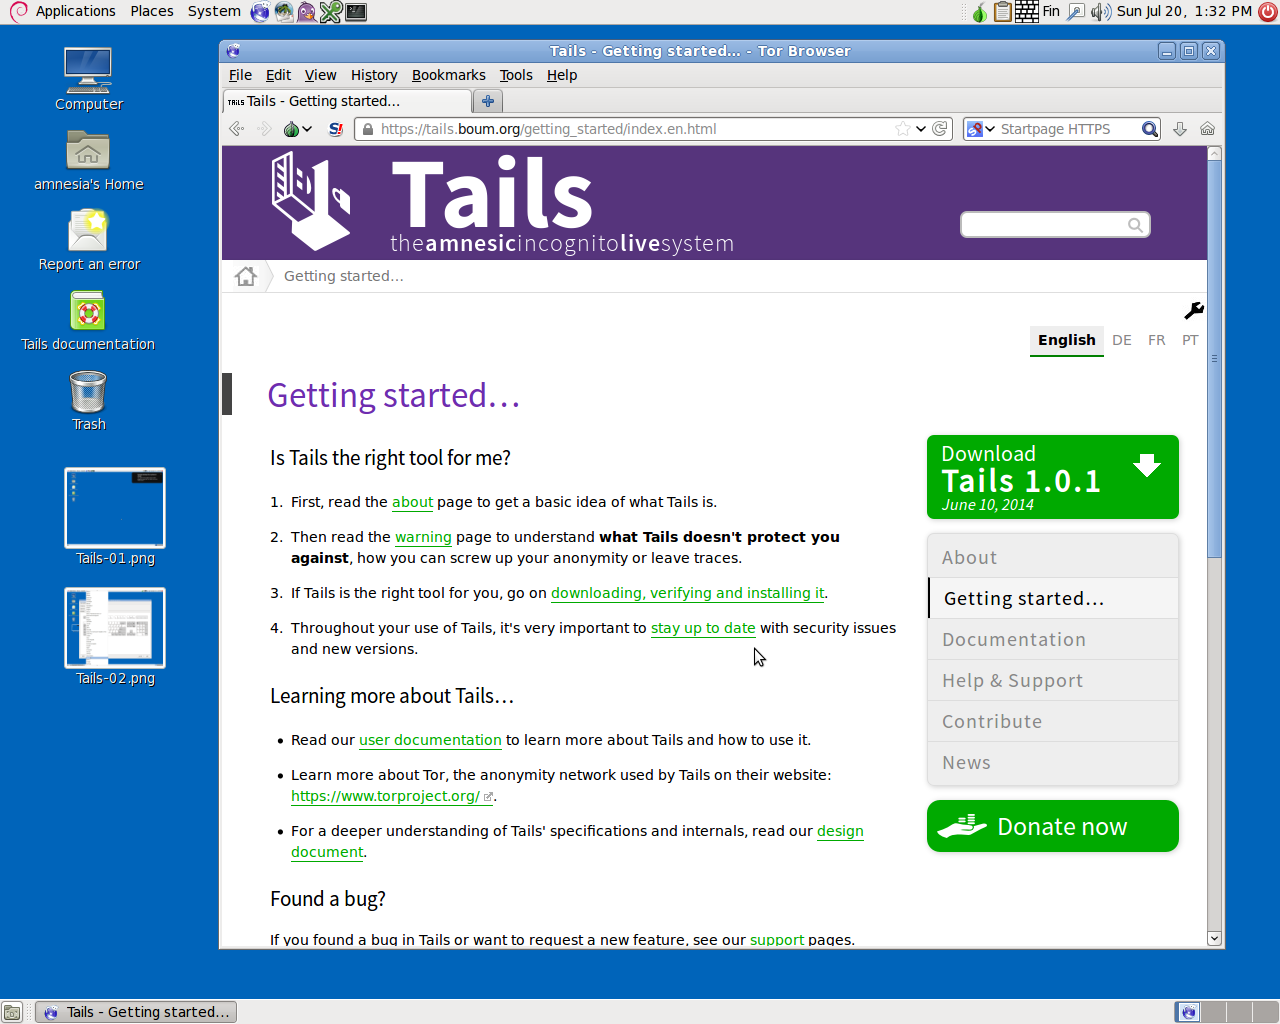 Applications Places System
Fin
Sun Jul 20, 1:32 PM
Computer
amnesia's Home
Report an error
Tails documentation
Trash
Tails-01.png
Tails-02.png
Tails - Getting started... - Tor Browser
File Edit View History Bookmarks Tools Help
TAILS Tails - Getting started...
https://tails.boum.org/getting_started/index.en.html
Startpage HTTPS
Tails
theamnesicincognitolivesystem
Getting started...
English DE FR PT
Getting started...
Is Tails the right tool for me?
1. First, read the about page to get a basic idea of what Tails is.
2. Then read the warning page to understand what Tails doesn't protect you
against, how you can screw up your anonymity or leave traces.
3. If Tails is the right tool for you, go on downloading, verifying and installing it.
4. Throughout your use of Tails, it's very important to stay up to date with security issues
and new versions.
Learning more about Tails...
• Read our user documentation to learn more about Tails and how to use it.
• Learn more about Tor, the anonymity network used by Tails on their website:
https://www.torproject.org/.
• For a deeper understanding of Tails' specifications and internals, read our design
document.
Found a bug?
If you found a bug in Tails or want to request a new feature, see our support pages.
Download
Tails 1.0.1
June 10, 2014
About
Getting started...
Documentation
Help & Support
Contribute
News
Donate now
Tails - Getting started...